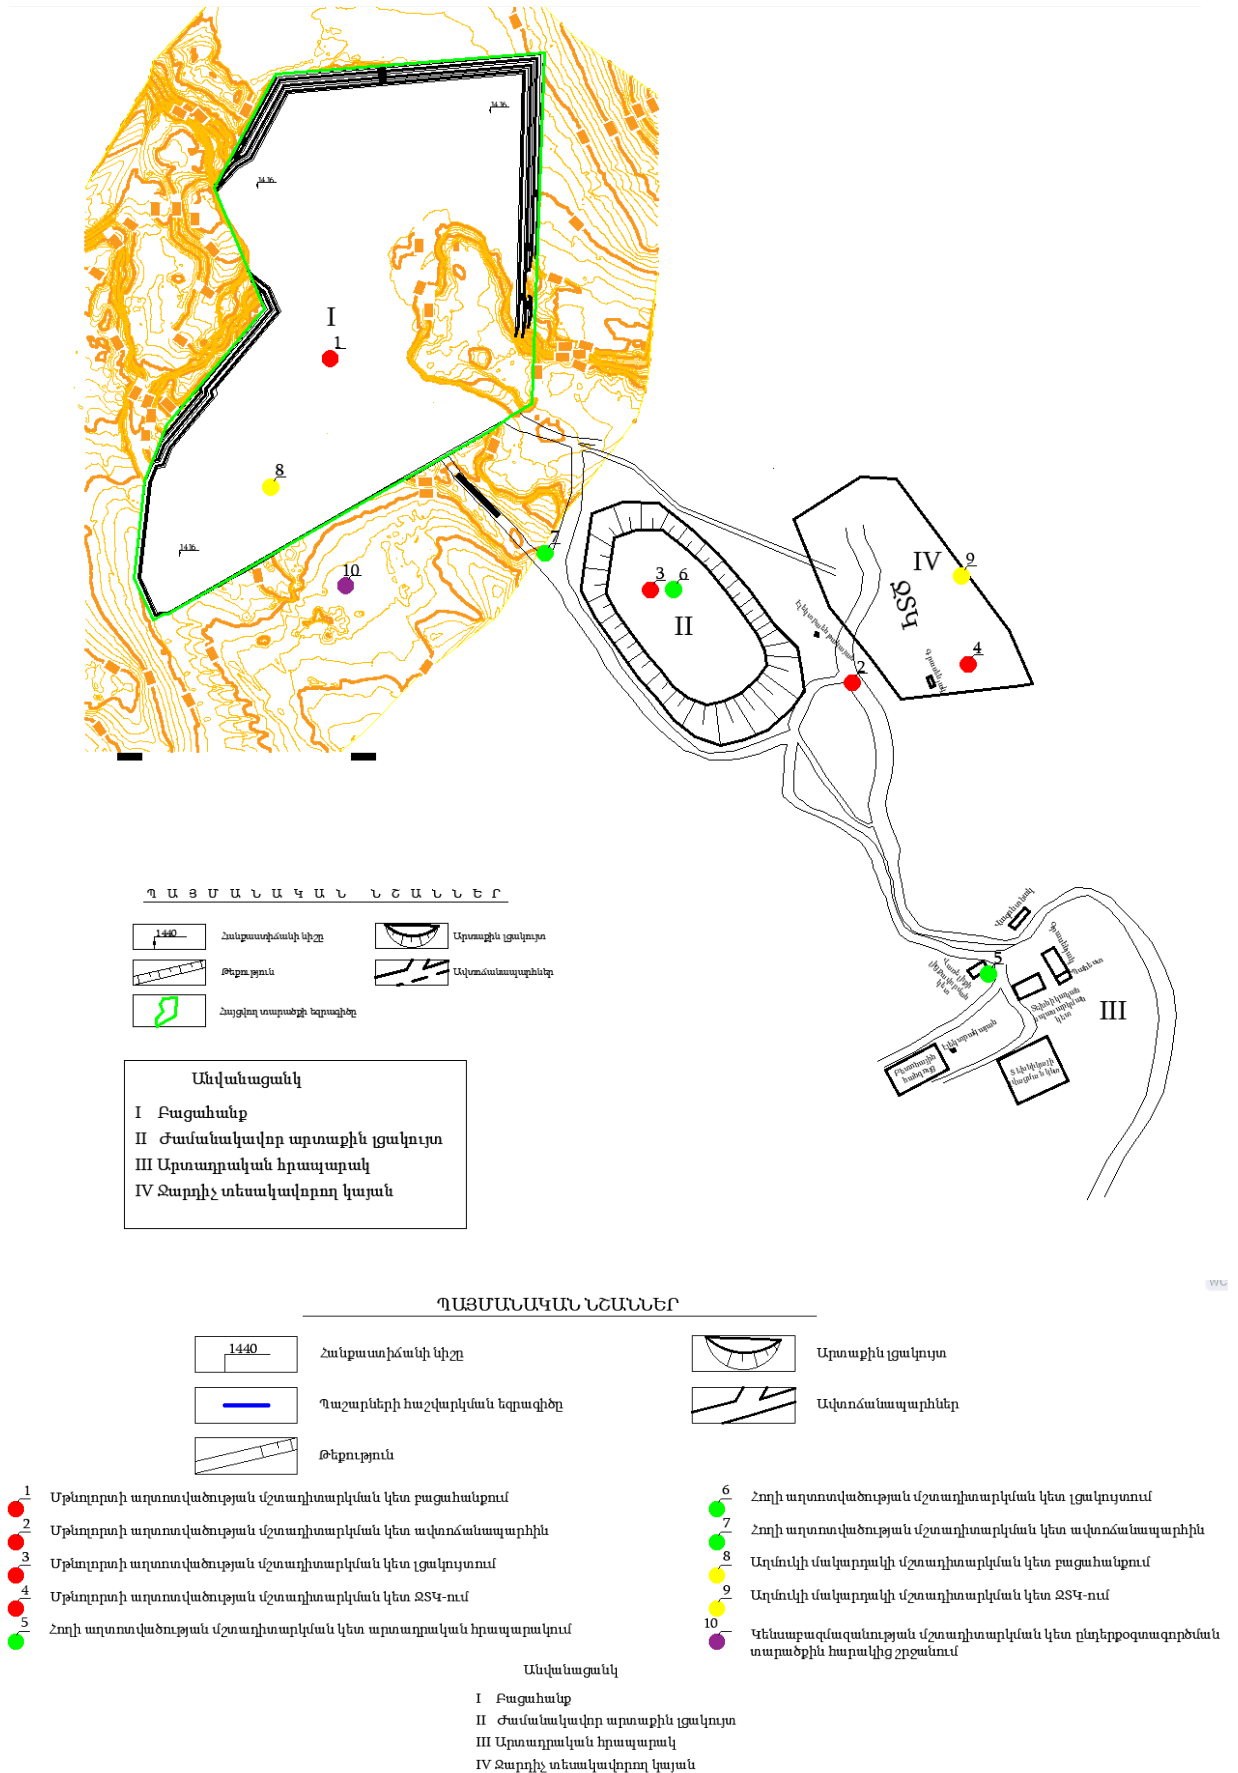 1416
1416
I
1
8
1416
10
7
3
6
II
IV
9
ՋՏԿ
4
2
5
III
ՊԱՅՄԱՆԱԿԱՆ ՆՇԱՆՆԵՐ
1440
Հանքաստիճանի նիշը
Արտաքին լցակույտ
Թեքություն
Ավտոճանապարհներ
Հայցվող տարածքի եզրագիծը
Անվանացանկ
I Բացահանք
II Ժամանակավոր արտաքին լցակույտ
III Արտադրական հրապարակ
IV Ջարդիչ տեսակավորող կայան
ՊԱՅՄԱՆԱԿԱՆ ՆՇԱՆՆԵՐ
1440
Հանքաստիճանի նիշը
Արտաքին լցակույտ
Պաշարների հաշվարկման եզրագիծը
Ավտոճանապարհներ
Թեքություն
1 Մթնոլորտի աղտոտվածության մշտադիտարկման կետ բացահանքում
2 Մթնոլորտի աղտոտվածության մշտադիտարկման կետ ավտոճանապարհին
3 Մթնոլորտի աղտոտվածության մշտադիտարկման կետ լցակույտում
4 Մթնոլորտի աղտոտվածության մշտադիտարկման կետ ՋՏԿ-ում
5 Հողի աղտոտվածության մշտադիտարկման կետ արտադրական հրապարակում
6 Հողի աղտոտվածության մշտադիտարկման կետ լցակույտում
7 Հողի աղտոտվածության մշտադիտարկման կետ ավտոճանապարհին
8 Աղմուկի մակարդակի մշտադիտարկման կետ բացահանքում
9 Աղմուկի մակարդակի մշտադիտարկման կետ ՋՏԿ-ում
10 Կենսաբազմազանության մշտադիտարկման կետ ընդերքօգտագործման
տարածքին հարակից շրջանում
Անվանացանկ
I Բացահանք
II Ժամանակավոր արտաքին լցակույտ
III Արտադրական հրապարակ
IV Ջարդիչ տեսակավորող կայան